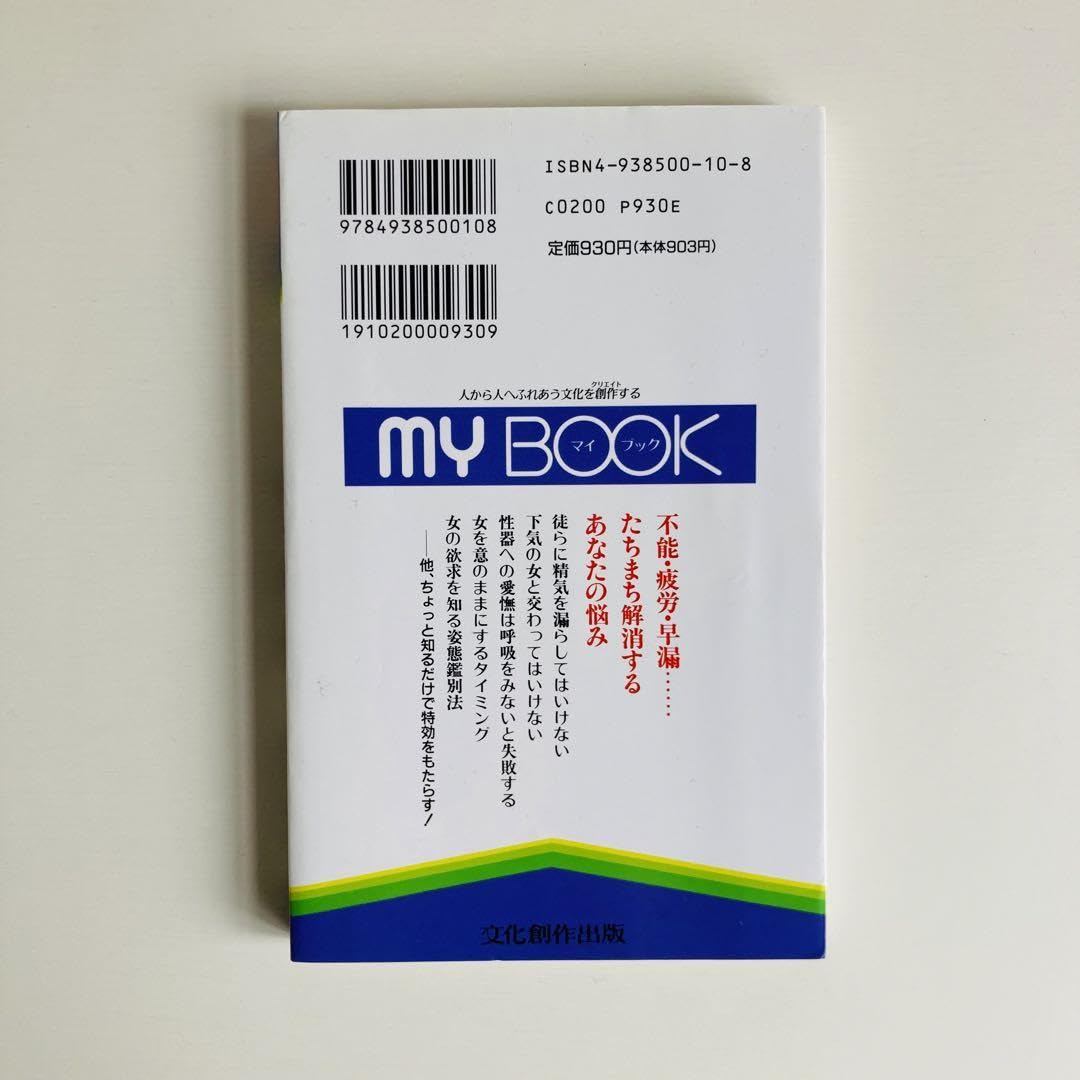 ISBN4-938500-10-8
C0200 P930E
定価930円(本体903円)
9784938500108
1910200009309
人から人へふれあう文化を創作する
クリエイト
MY BOOK
マイ ブック
不能・疲労・早漏……
たちまち解消する
あなたの悩み
徒らに精気を漏らしてはいけない
下気の女と交わってはいけない
性器への愛撫は呼吸をみないと失敗する
女を意のままにするタイミング
女の欲求を知る姿態鑑別法
──他、ちょっと知るだけで特効をもたらす!
文化創作出版